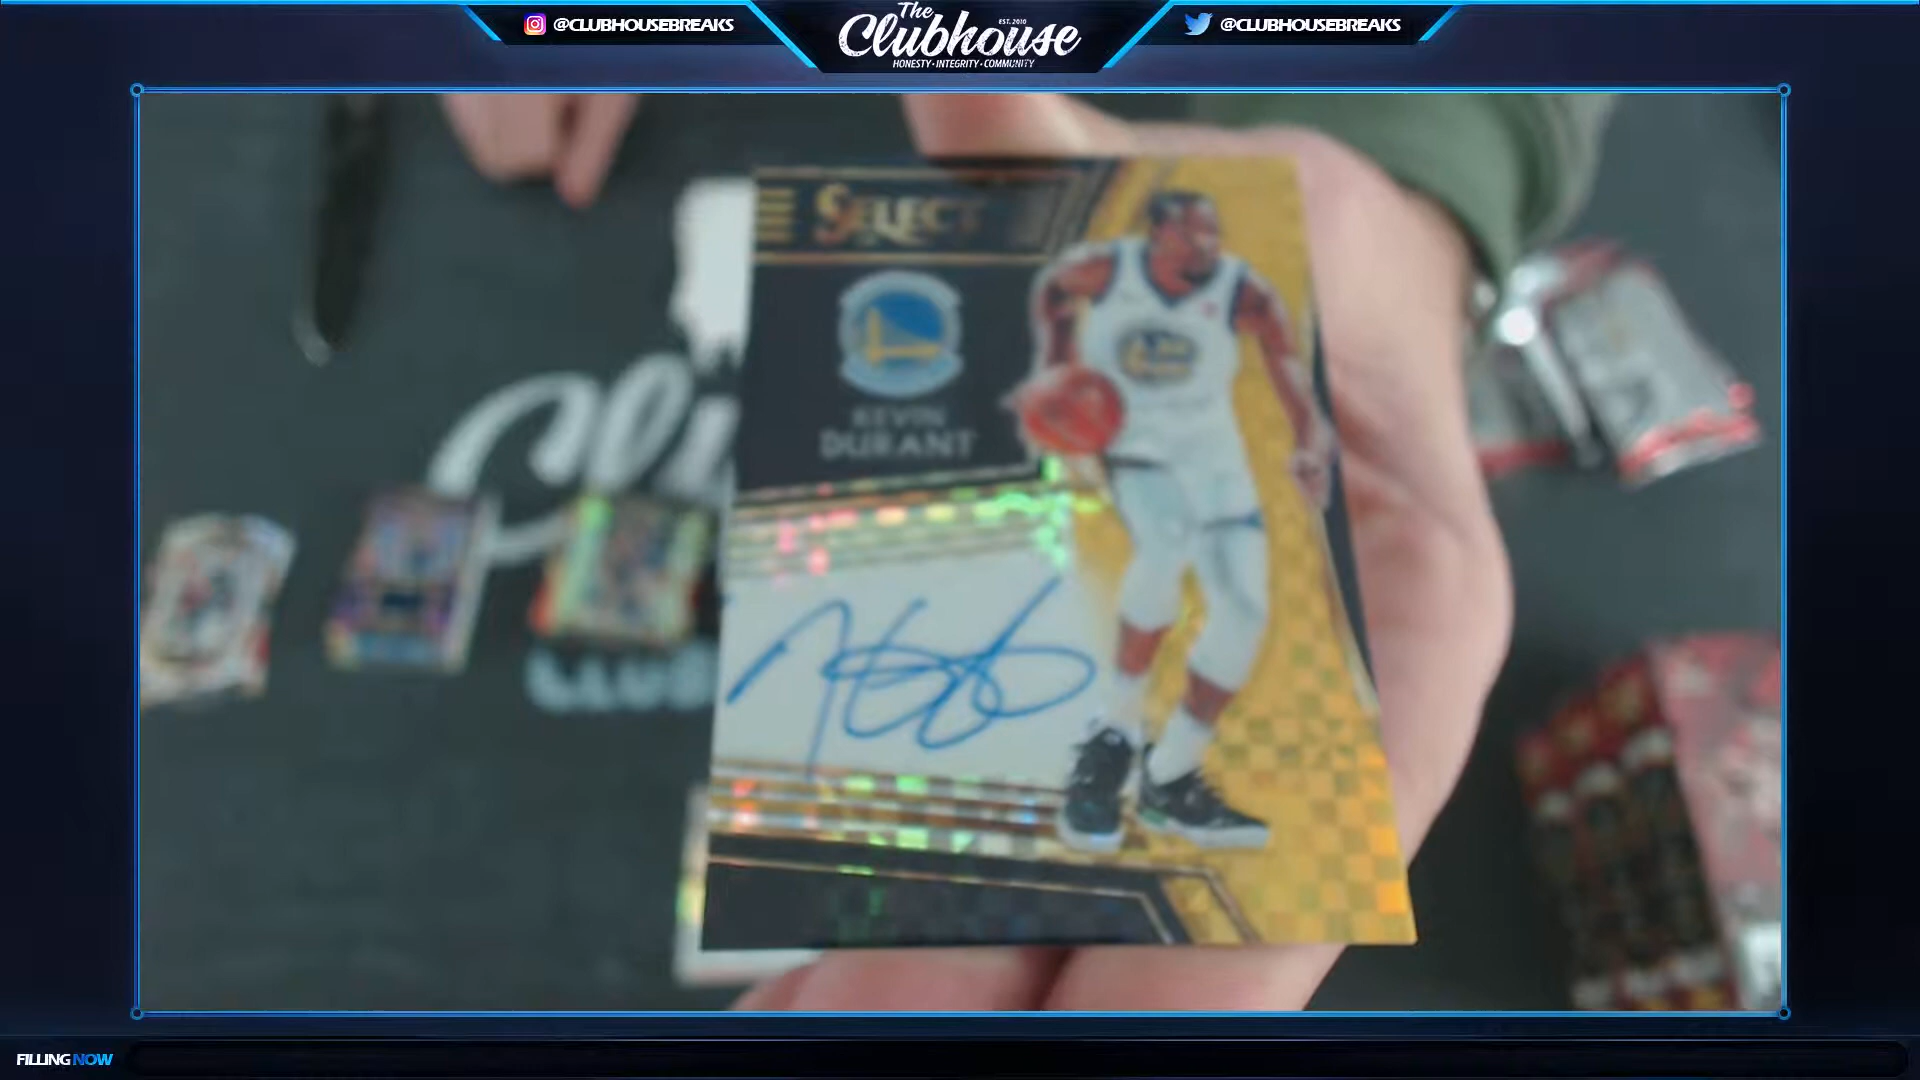 @CLUBHOUSEBREAKS
The
Clubhouse
EST. 2010
HONESTY • INTEGRITY • COMMUNITY
@CLUBHOUSEBREAKS
SELECT
KEVIN
DURANT
FILLING NOW